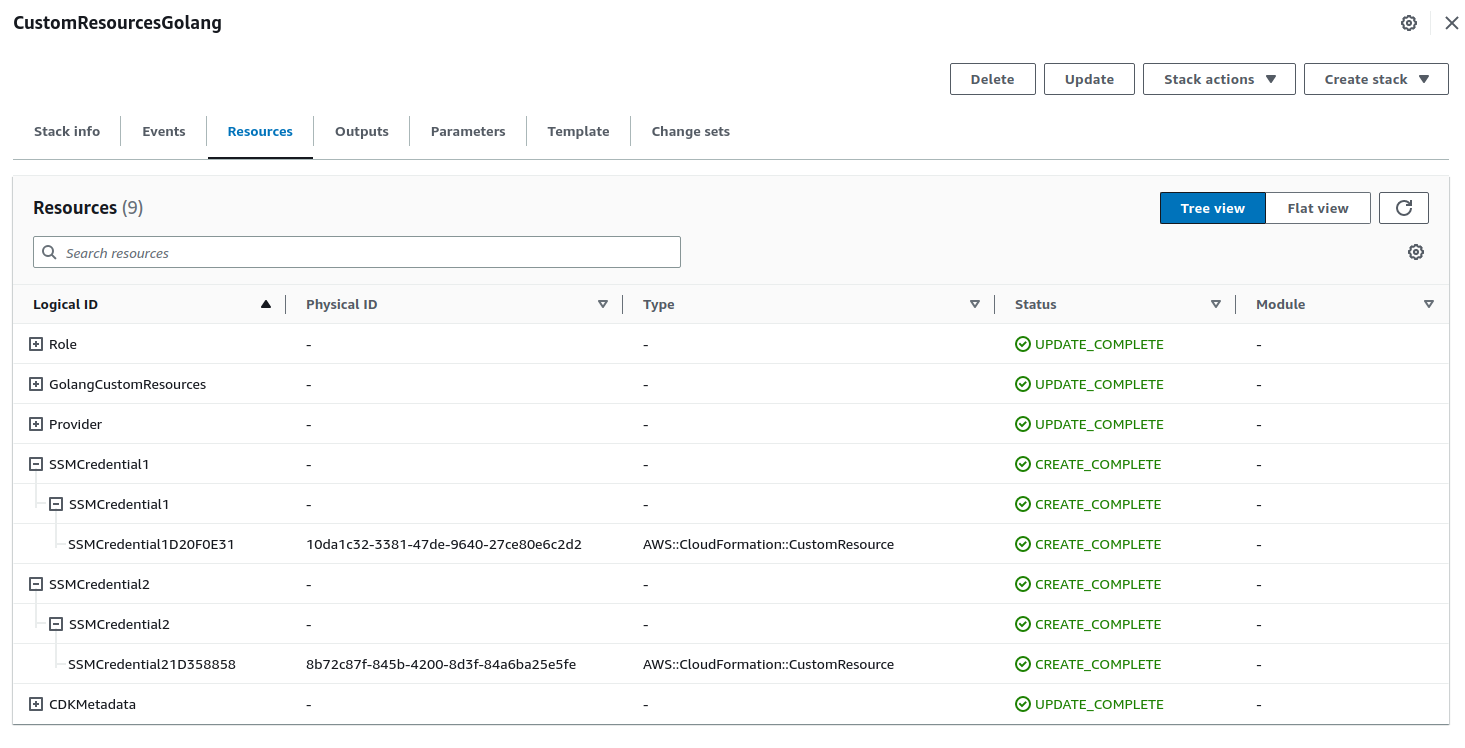 CustomResourcesGolang
Delete Update Stack actions Create stack
Stack info Events Resources Outputs Parameters Template Change sets
Resources (9) Tree view Flat view
Search resources
Logical ID Physical ID Type Status Module
Role - - UPDATE_COMPLETE -
GolangCustomResources - - UPDATE_COMPLETE -
Provider - - UPDATE_COMPLETE -
SSMCredential1 - - CREATE_COMPLETE -
SSMCredential1 - - CREATE_COMPLETE -
SSMCredential1D20F0E31 10da1c32-3381-47de-9640-27ce80e6c2d2 AWS::CloudFormation::CustomResource CREATE_COMPLETE -
SSMCredential2 - - CREATE_COMPLETE -
SSMCredential2 - - CREATE_COMPLETE -
SSMCredential21D358858 8b72c87f-845b-4200-8d3f-84a6ba25e5fe AWS::CloudFormation::CustomResource CREATE_COMPLETE -
CDKMetadata - - UPDATE_COMPLETE -